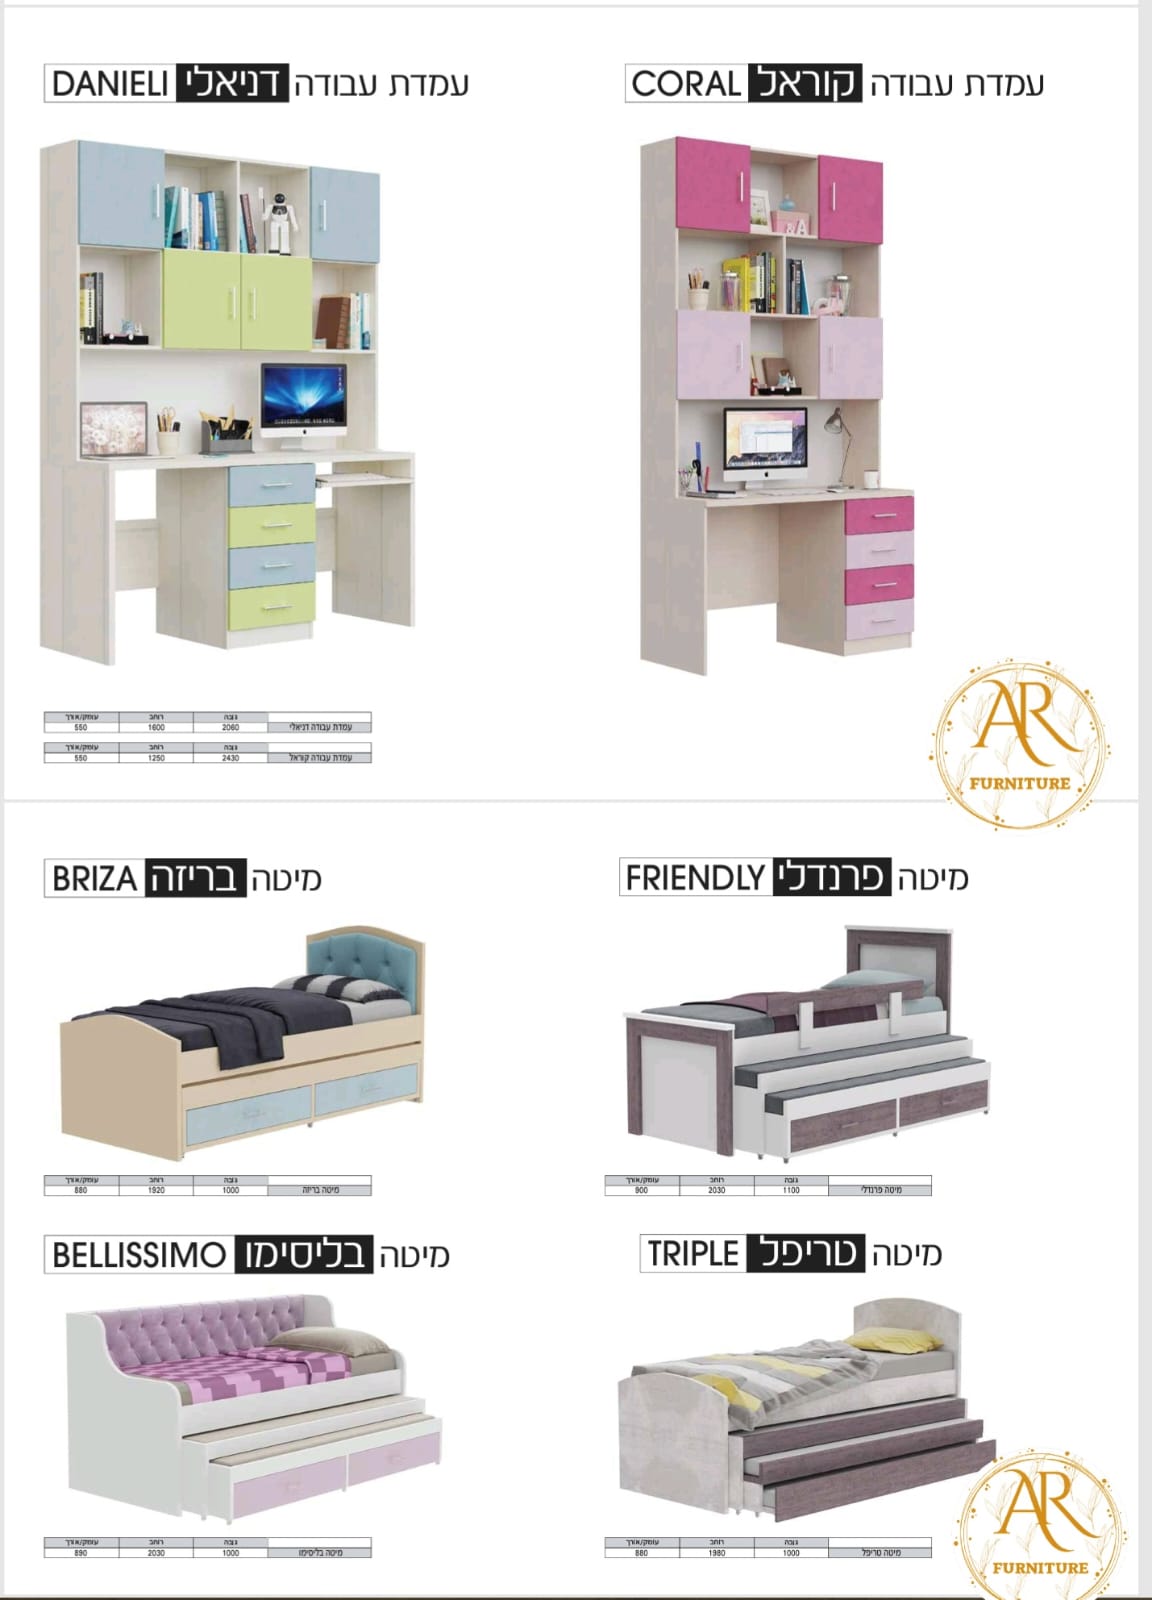 עמדת עבודה דניאלי DANIELI
עמדת עבודה קוראל CORAL
גובה רוחב עומק/אורך
עמדת עבודה דניאלי 2060 1600 550
גובה רוחב עומק/אורך
עמדת עבודה קוראל 2430 1250 550
AR
FURNITURE
מיטה בריזה BRIZA
מיטה פרנדלי FRIENDLY
גובה רוחב עומק/אורך
מיטה בריזה 1000 1920 880
גובה רוחב עומק/אורך
מיטה פרנדלי 1100 2030 900
מיטה בליסימו BELLISSIMO
מיטה טריפל TRIPLE
גובה רוחב עומק/אורך
מיטה בליסימו 1000 2030 890
גובה רוחב עומק/אורך
מיטה טריפל 1000 1980 880
AR
FURNITURE